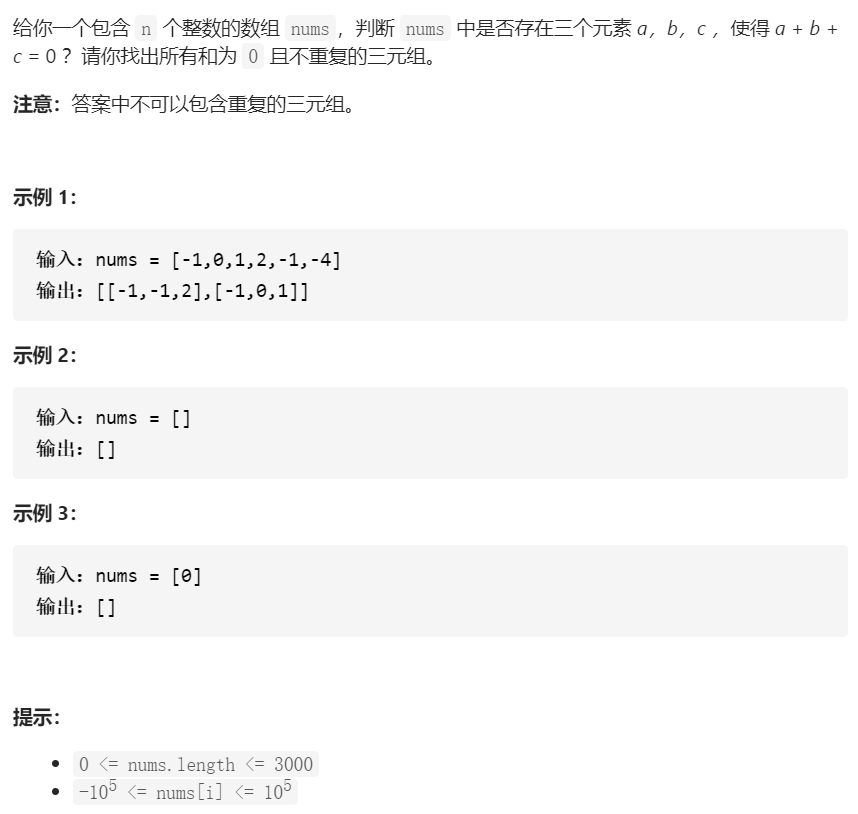 给你一个包含 n 个整数的数组 nums，判断 nums 中是否存在三个元素 a，b，c ，使得 a + b +
c = 0 ？请你找出所有和为 0 且不重复的三元组。
注意：答案中不可以包含重复的三元组。
示例 1：
输入：nums = [-1,0,1,2,-1,-4]
输出：[[-1,-1,2],[-1,0,1]]
示例 2：
输入：nums = []
输出：[]
示例 3：
输入：nums = [0]
输出：[]
提示：
• 0 <= nums.length <= 3000
• -10⁵ <= nums[i] <= 10⁵